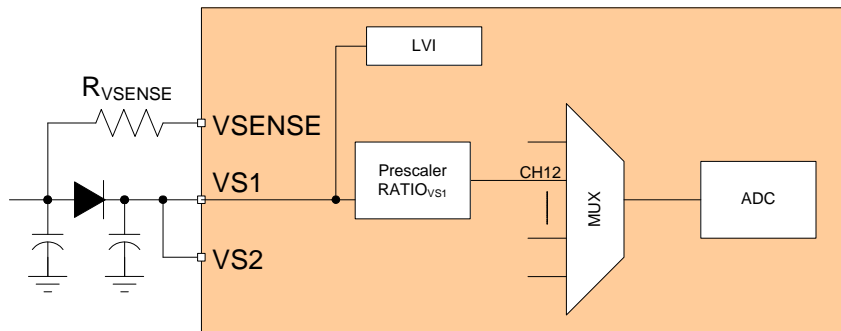 LVI
RVSENSE
VSENSE
VS1
Prescaler
RATIOVS1
CH12
MUX
ADC
VS2